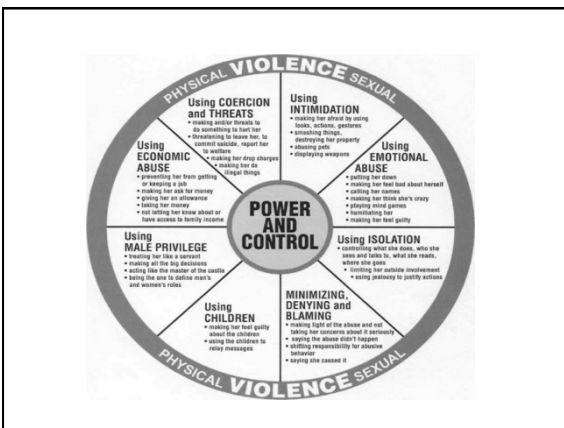 PHYSICAL VIOLENCE SEXUAL
Using COERCION
and THREATS
• making and/or threats to
do something to hurt her
• threatening to leave her, to
commit suicide, report her
to welfare
• making her drop charges
• making her do
illegal things
Using
INTIMIDATION
• making her afraid by using
looks, actions, gestures
• smashing things,
destroying her property
• abusing pets
• displaying weapons
Using
EMOTIONAL
ABUSE
• putting her down
• making her feel bad about herself
• calling her names
• making her think she's crazy
• playing mind games
• humiliating her
• making her feel guilty
Using ISOLATION
• controlling what she does, who she
sees and talks to, what she reads,
where she goes
• limiting her outside involvement
• using jealousy to justify actions
MINIMIZING,
DENYING and
BLAMING
• making light of the abuse and not
taking her concerns about it seriously
• saying the abuse didn't happen
• shifting responsibility for abusive
behavior
• saying she caused it
Using
CHILDREN
• making her feel guilty
about the children
• using the children to
relay messages
Using
MALE PRIVILEGE
• treating her like a servant
• making all the big decisions
• acting like the master of the castle
• being the one to define men's
and women's roles
Using
ECONOMIC
ABUSE
• preventing her from getting
or keeping a job
• making her ask for money
• giving her an allowance
• taking her money
• not letting her know about or
have access to family income
POWER
AND
CONTROL
PHYSICAL VIOLENCE SEXUAL